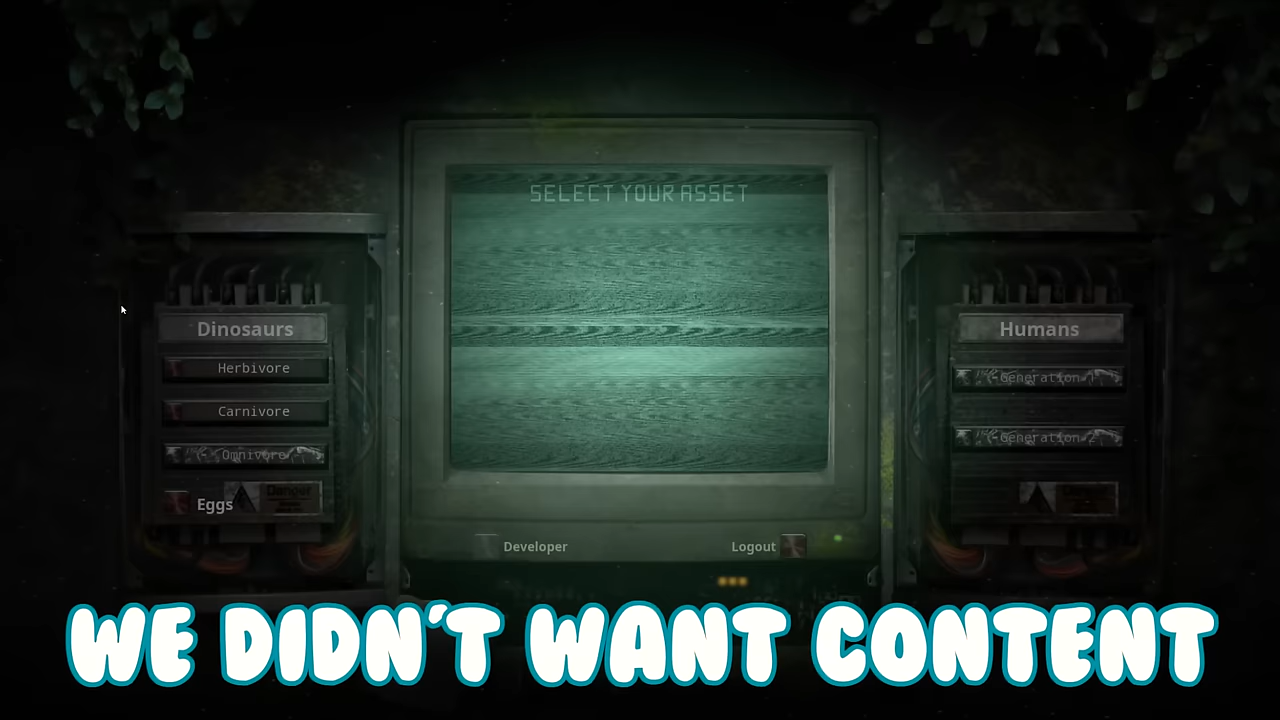 SELECT YOUR ASSET
Dinosaurs
Herbivore
Carnivore
Omnivore
Eggs
Danger
Developer
Logout
Humans
Generation 1
Generation 2
WE DIDN'T WANT CONTENT